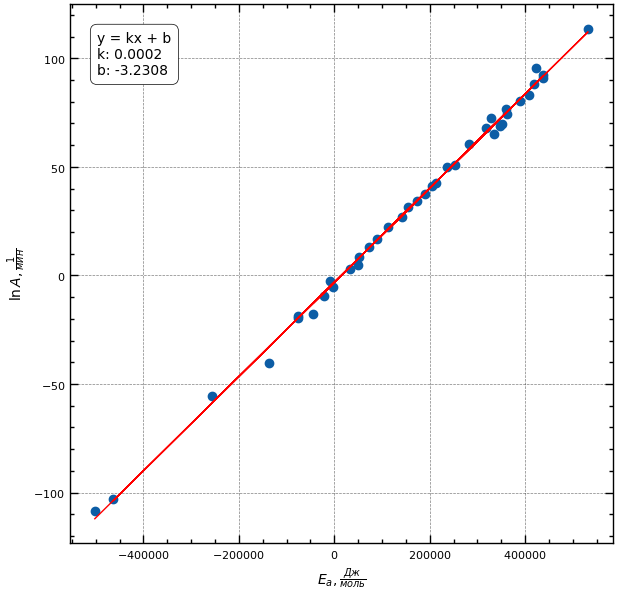 y = kx + b
k: 0.0002
b: -3.2308
100
50
0
−50
−100
ln A, 1/мин
−400000 −200000 0 200000 400000
Eₐ, Дж/моль